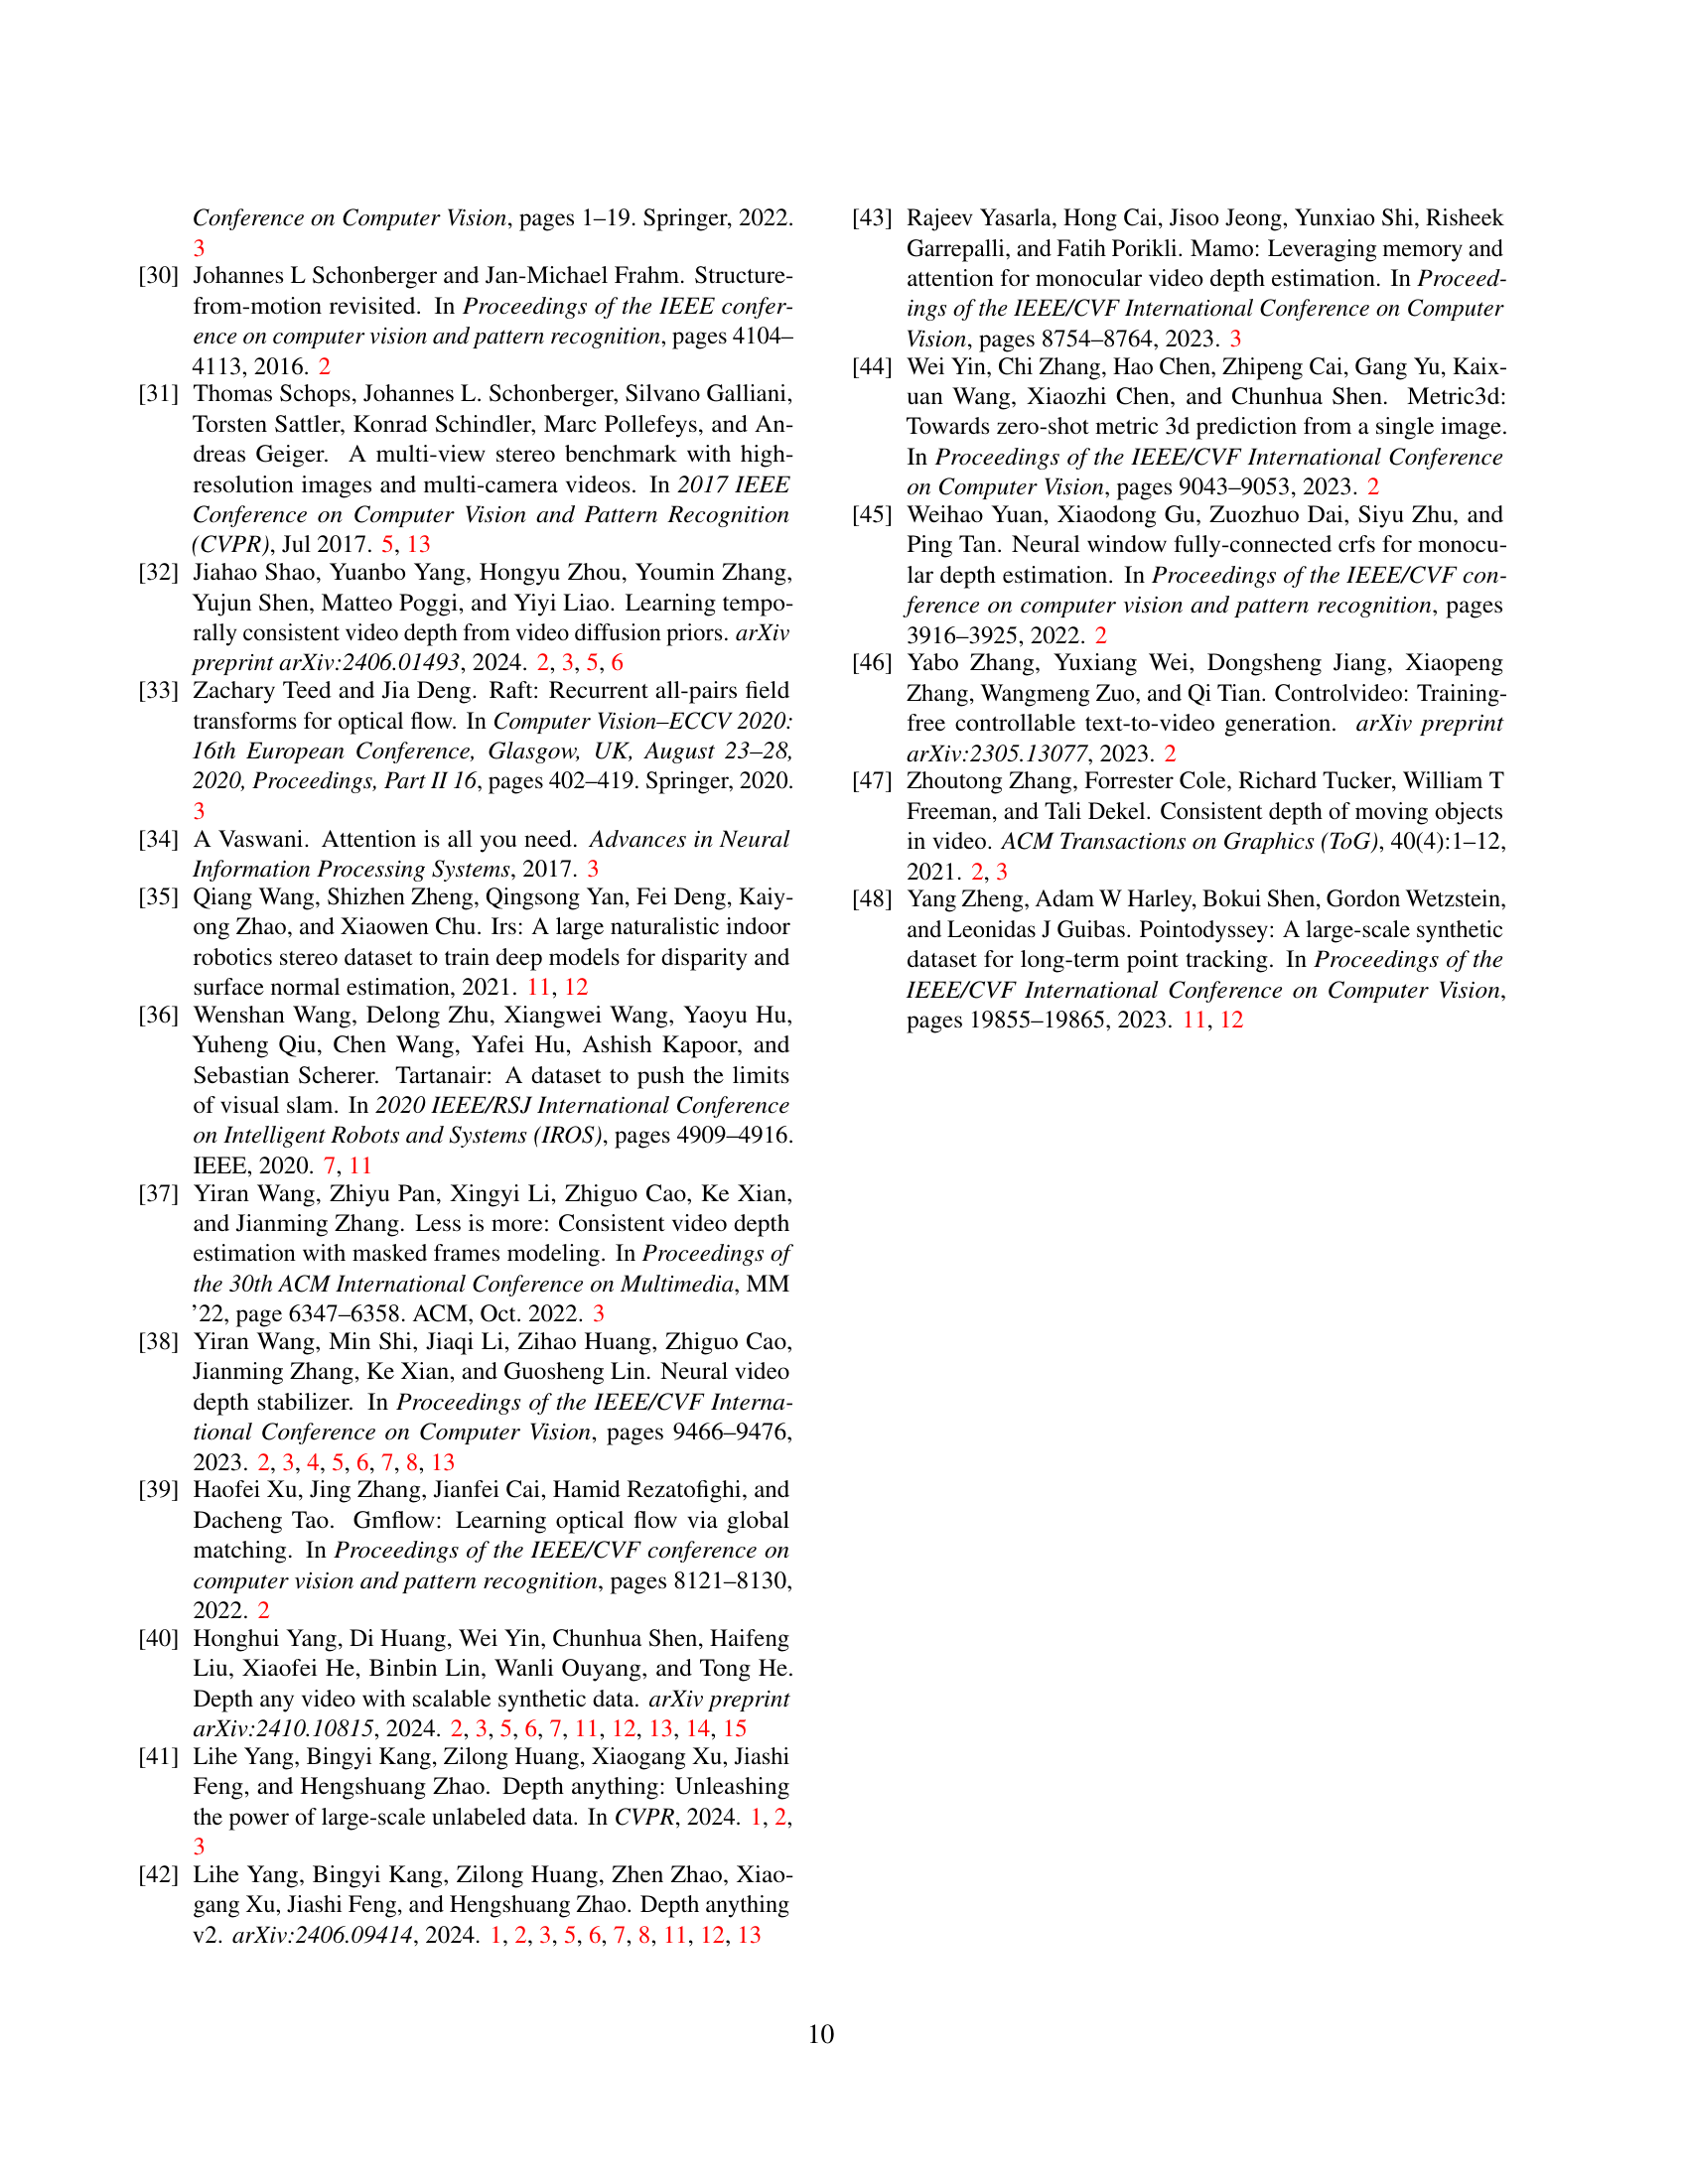 Conference on Computer Vision, pages 1–19. Springer, 2022.
3
[30] Johannes L Schonberger and Jan-Michael Frahm. Structure-
from-motion revisited. In Proceedings of the IEEE confer-
ence on computer vision and pattern recognition, pages 4104–
4113, 2016. 2
[31] Thomas Schops, Johannes L. Schonberger, Silvano Galliani,
Torsten Sattler, Konrad Schindler, Marc Pollefeys, and An-
dreas Geiger. A multi-view stereo benchmark with high-
resolution images and multi-camera videos. In 2017 IEEE
Conference on Computer Vision and Pattern Recognition
(CVPR), Jul 2017. 5, 13
[32] Jiahao Shao, Yuanbo Yang, Hongyu Zhou, Youmin Zhang,
Yujun Shen, Matteo Poggi, and Yiyi Liao. Learning tempo-
rally consistent video depth from video diffusion priors. arXiv
preprint arXiv:2406.01493, 2024. 2, 3, 5, 6
[33] Zachary Teed and Jia Deng. Raft: Recurrent all-pairs field
transforms for optical flow. In Computer Vision–ECCV 2020:
16th European Conference, Glasgow, UK, August 23–28,
2020, Proceedings, Part II 16, pages 402–419. Springer, 2020.
3
[34] A Vaswani. Attention is all you need. Advances in Neural
Information Processing Systems, 2017. 3
[35] Qiang Wang, Shizhen Zheng, Qingsong Yan, Fei Deng, Kaiy-
ong Zhao, and Xiaowen Chu. Irs: A large naturalistic indoor
robotics stereo dataset to train deep models for disparity and
surface normal estimation, 2021. 11, 12
[36] Wenshan Wang, Delong Zhu, Xiangwei Wang, Yaoyu Hu,
Yuheng Qiu, Chen Wang, Yafei Hu, Ashish Kapoor, and
Sebastian Scherer. Tartanair: A dataset to push the limits
of visual slam. In 2020 IEEE/RSJ International Conference
on Intelligent Robots and Systems (IROS), pages 4909–4916.
IEEE, 2020. 7, 11
[37] Yiran Wang, Zhiyu Pan, Xingyi Li, Zhiguo Cao, Ke Xian,
and Jianming Zhang. Less is more: Consistent video depth
estimation with masked frames modeling. In Proceedings of
the 30th ACM International Conference on Multimedia, MM
’22, page 6347–6358. ACM, Oct. 2022. 3
[38] Yiran Wang, Min Shi, Jiaqi Li, Zihao Huang, Zhiguo Cao,
Jianming Zhang, Ke Xian, and Guosheng Lin. Neural video
depth stabilizer. In Proceedings of the IEEE/CVF Interna-
tional Conference on Computer Vision, pages 9466–9476,
2023. 2, 3, 4, 5, 6, 7, 8, 13
[39] Haofei Xu, Jing Zhang, Jianfei Cai, Hamid Rezatofighi, and
Dacheng Tao. Gmflow: Learning optical flow via global
matching. In Proceedings of the IEEE/CVF conference on
computer vision and pattern recognition, pages 8121–8130,
2022. 2
[40] Honghui Yang, Di Huang, Wei Yin, Chunhua Shen, Haifeng
Liu, Xiaofei He, Binbin Lin, Wanli Ouyang, and Tong He.
Depth any video with scalable synthetic data. arXiv preprint
arXiv:2410.10815, 2024. 2, 3, 5, 6, 7, 11, 12, 13, 14, 15
[41] Lihe Yang, Bingyi Kang, Zilong Huang, Xiaogang Xu, Jiashi
Feng, and Hengshuang Zhao. Depth anything: Unleashing
the power of large-scale unlabeled data. In CVPR, 2024. 1, 2,
3
[42] Lihe Yang, Bingyi Kang, Zilong Huang, Zhen Zhao, Xiao-
gang Xu, Jiashi Feng, and Hengshuang Zhao. Depth anything
v2. arXiv:2406.09414, 2024. 1, 2, 3, 5, 6, 7, 8, 11, 12, 13
[43] Rajeev Yasarla, Hong Cai, Jisoo Jeong, Yunxiao Shi, Risheek
Garrepalli, and Fatih Porikli. Mamo: Leveraging memory and
attention for monocular video depth estimation. In Proceed-
ings of the IEEE/CVF International Conference on Computer
Vision, pages 8754–8764, 2023. 3
[44] Wei Yin, Chi Zhang, Hao Chen, Zhipeng Cai, Gang Yu, Kaix-
uan Wang, Xiaozhi Chen, and Chunhua Shen. Metric3d:
Towards zero-shot metric 3d prediction from a single image.
In Proceedings of the IEEE/CVF International Conference
on Computer Vision, pages 9043–9053, 2023. 2
[45] Weihao Yuan, Xiaodong Gu, Zuozhuo Dai, Siyu Zhu, and
Ping Tan. Neural window fully-connected crfs for monocu-
lar depth estimation. In Proceedings of the IEEE/CVF con-
ference on computer vision and pattern recognition, pages
3916–3925, 2022. 2
[46] Yabo Zhang, Yuxiang Wei, Dongsheng Jiang, Xiaopeng
Zhang, Wangmeng Zuo, and Qi Tian. Controlvideo: Training-
free controllable text-to-video generation. arXiv preprint
arXiv:2305.13077, 2023. 2
[47] Zhoutong Zhang, Forrester Cole, Richard Tucker, William T
Freeman, and Tali Dekel. Consistent depth of moving objects
in video. ACM Transactions on Graphics (ToG), 40(4):1–12,
2021. 2, 3
[48] Yang Zheng, Adam W Harley, Bokui Shen, Gordon Wetzstein,
and Leonidas J Guibas. Pointodyssey: A large-scale synthetic
dataset for long-term point tracking. In Proceedings of the
IEEE/CVF International Conference on Computer Vision,
pages 19855–19865, 2023. 11, 12
10